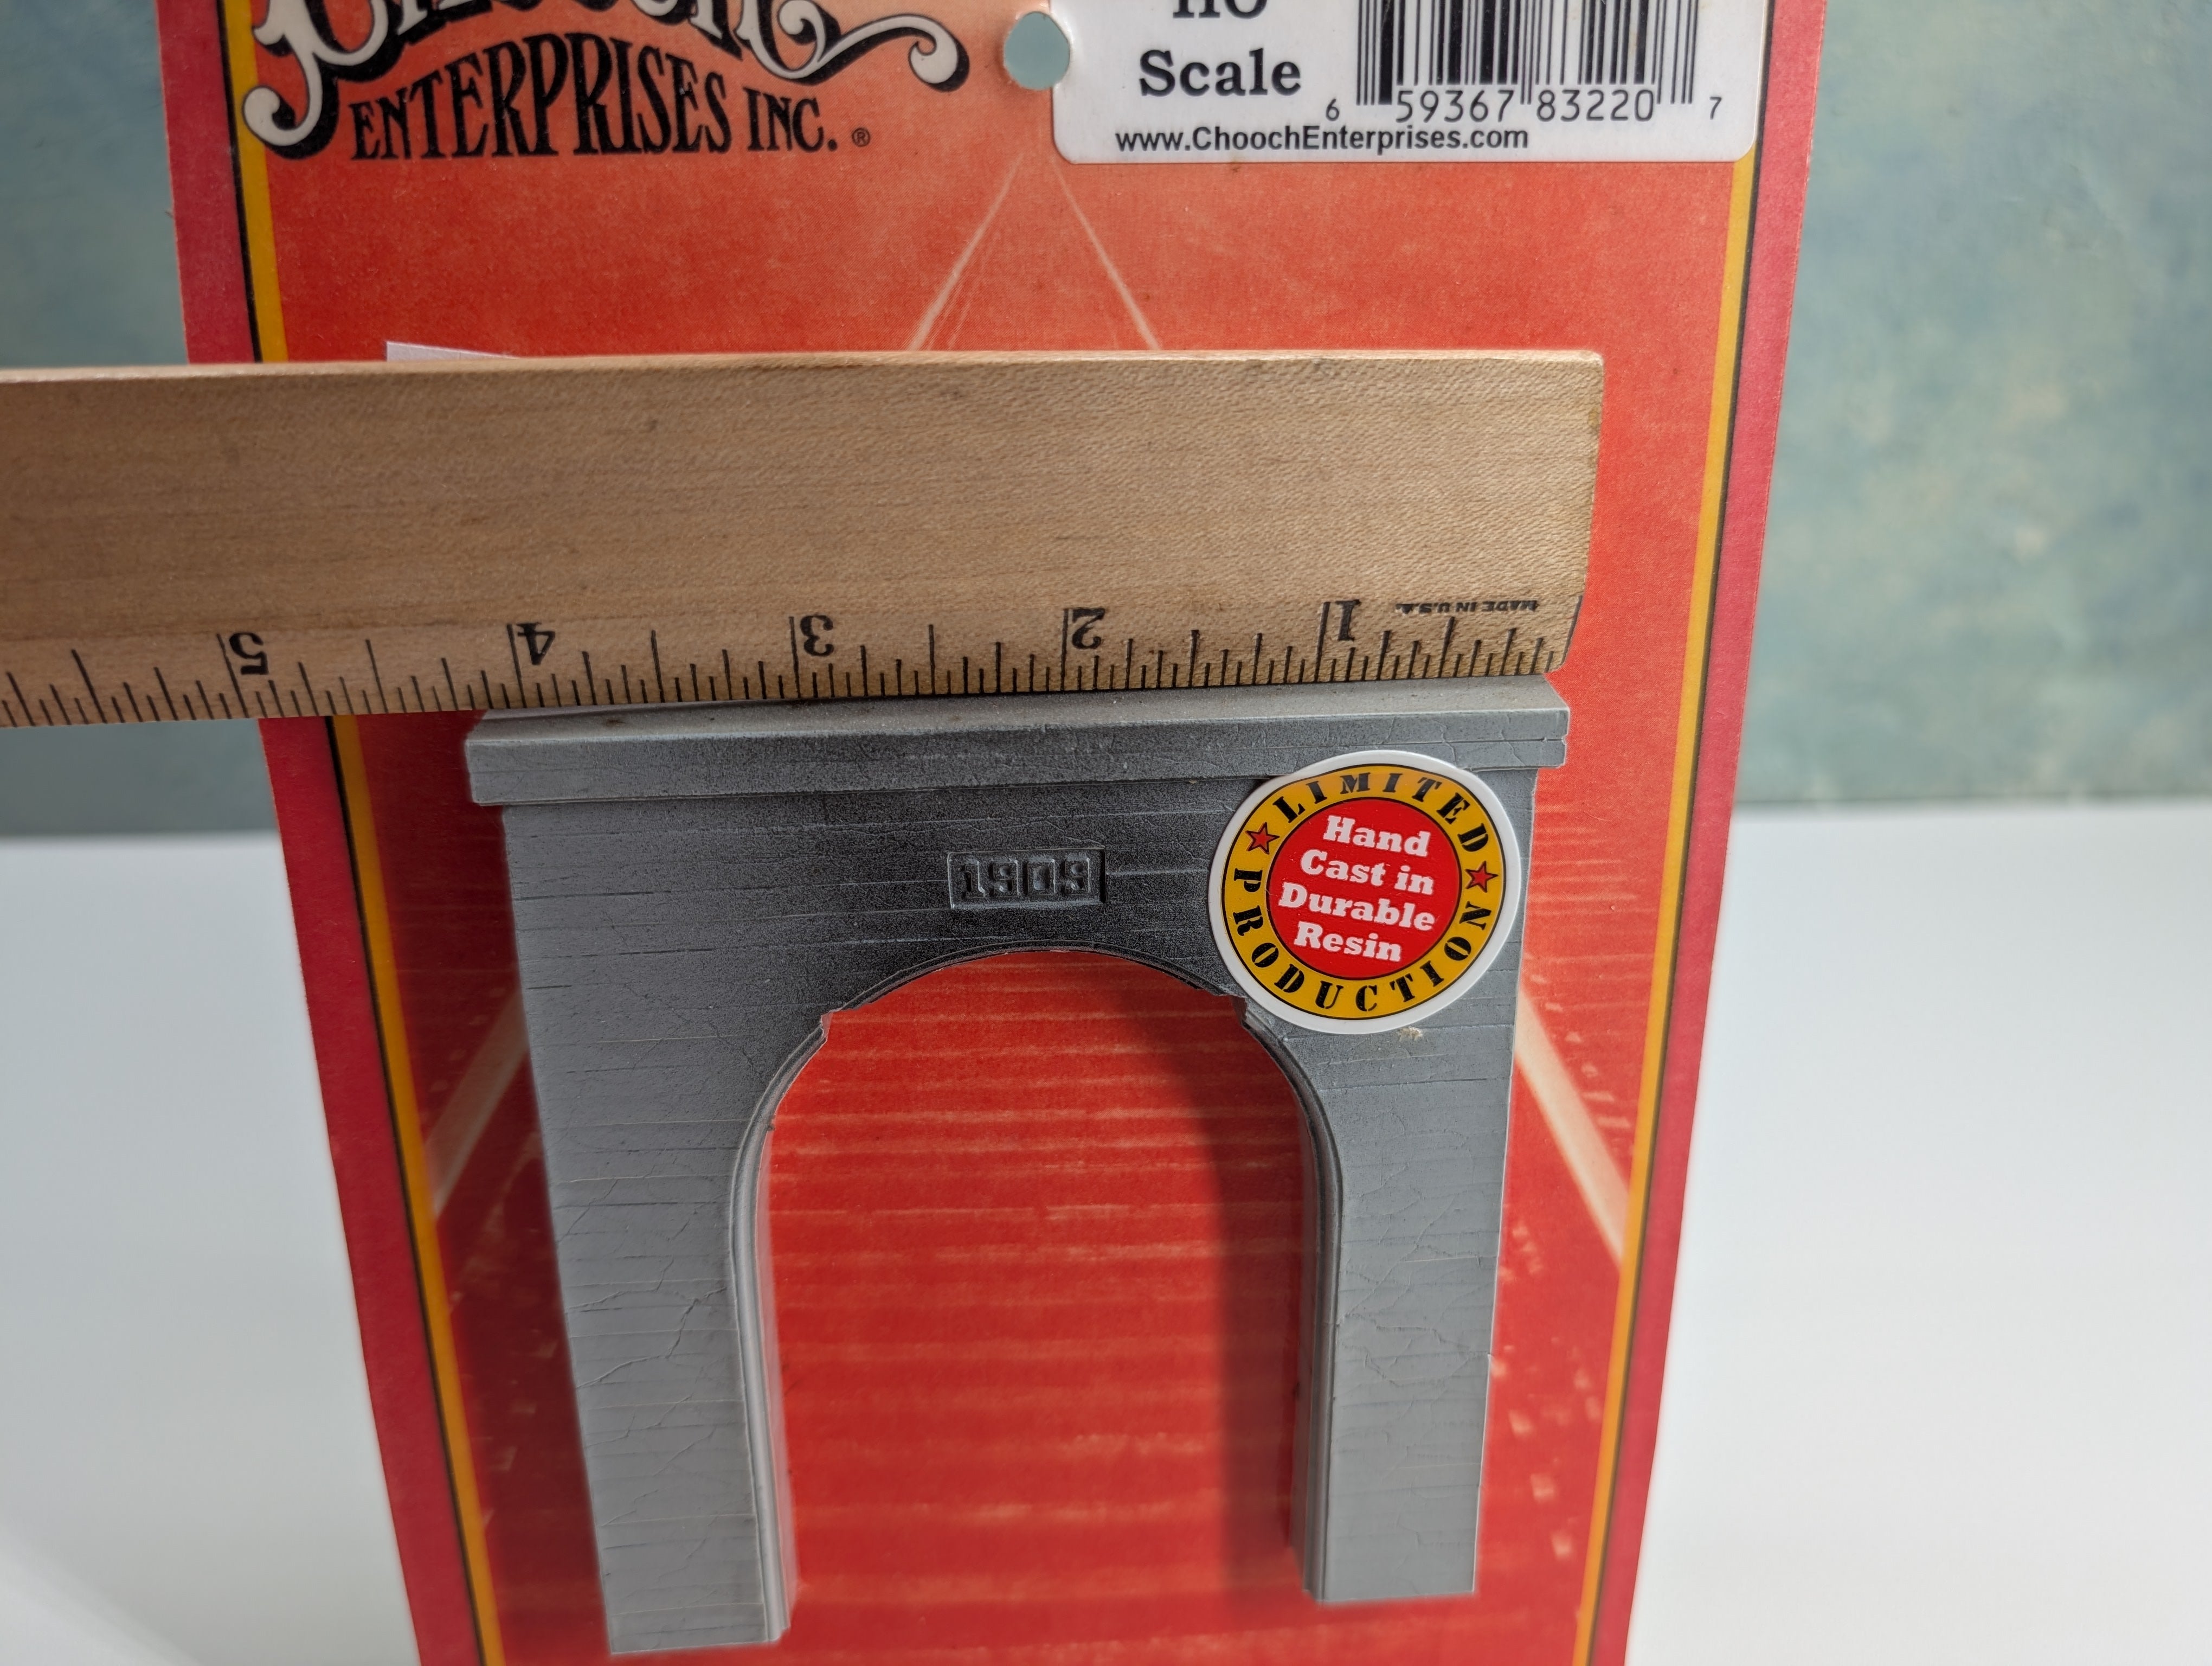 ENTERPRISES INC. ®
HO
Scale
6 59367 83220 7
www.ChoochEnterprises.com
MADE IN U.S.A.
5 4 3 2 1
1909
LIMITED
Hand
Cast in
Durable
Resin
PRODUCTION